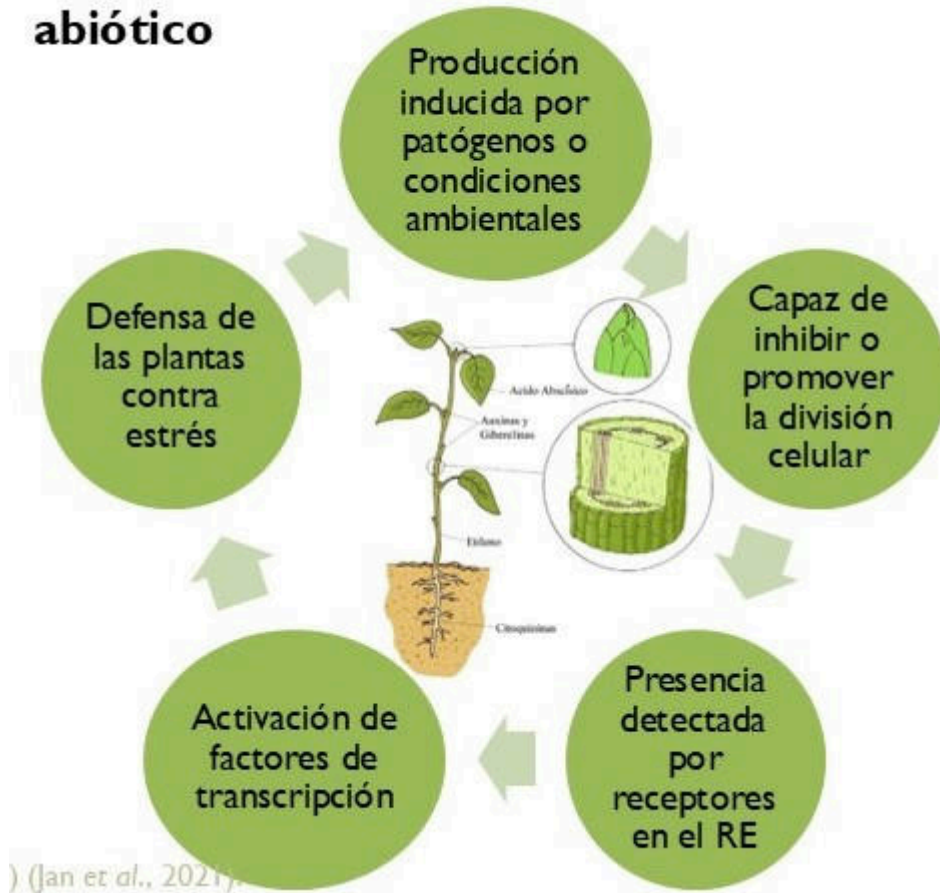 abiótico
Producción
inducida por
patógenos o
condiciones
ambientales
Capaz de
inhibir o
promover
la división
celular
Presencia
detectada
por
receptores
en el RE
Activación de
factores de
transcripción
Defensa de
las plantas
contra
estrés
Acido Abscísico
Auxinas y
Giberelinas
Etileno
Citoquininas
) (Jan et al., 2021).